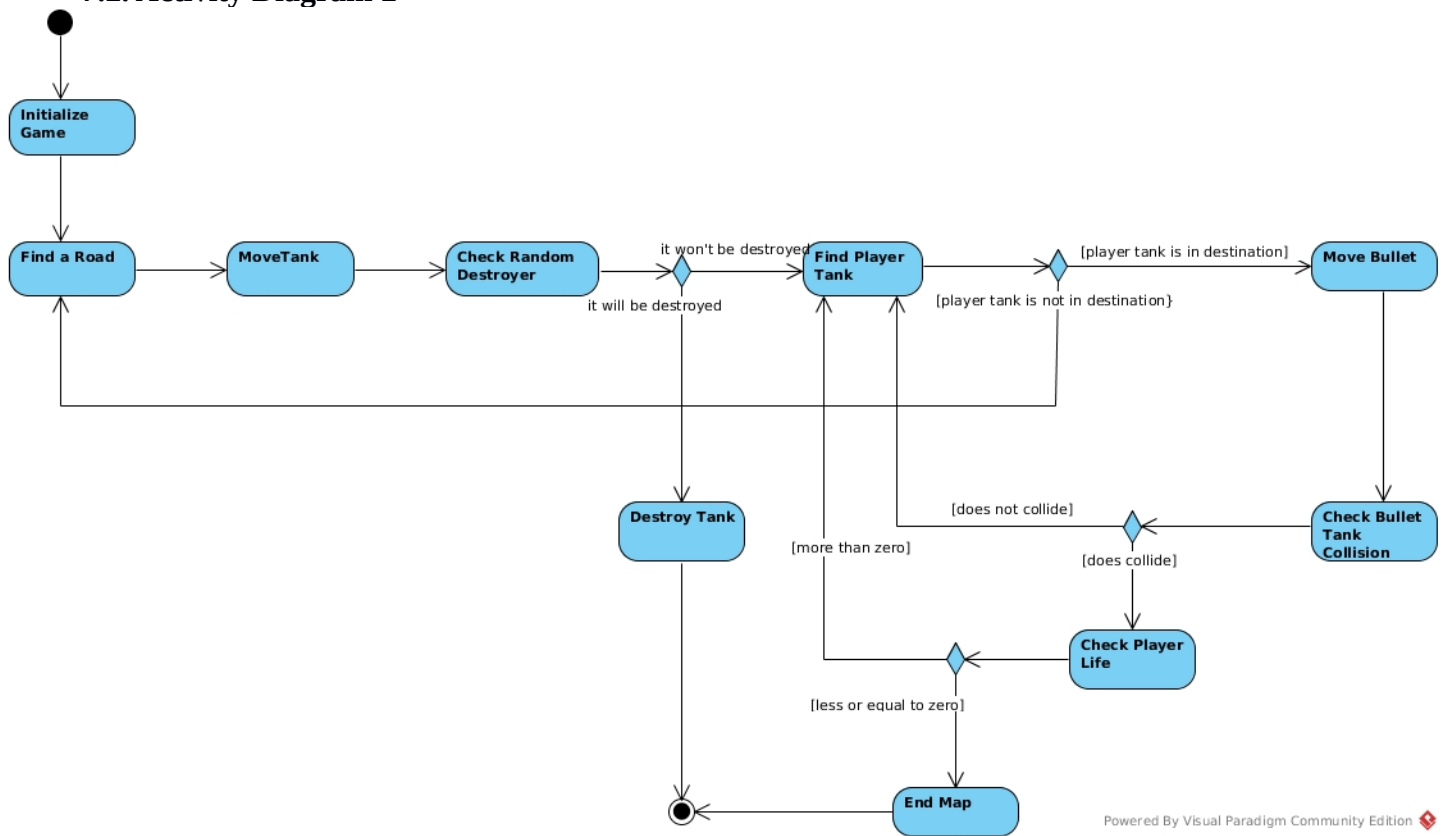 Initialize
Game
Find a Road
MoveTank
Check Random
Destroyer
it won't be destroyed
it will be destroyed
Find Player
Tank
[player tank is in destination]
[player tank is not in destination}
Move Bullet
Destroy Tank
[does not collide]
Check Bullet
Tank
Collision
[more than zero]
[does collide]
Check Player
Life
[less or equal to zero]
End Map
Powered By Visual Paradigm Community Edition